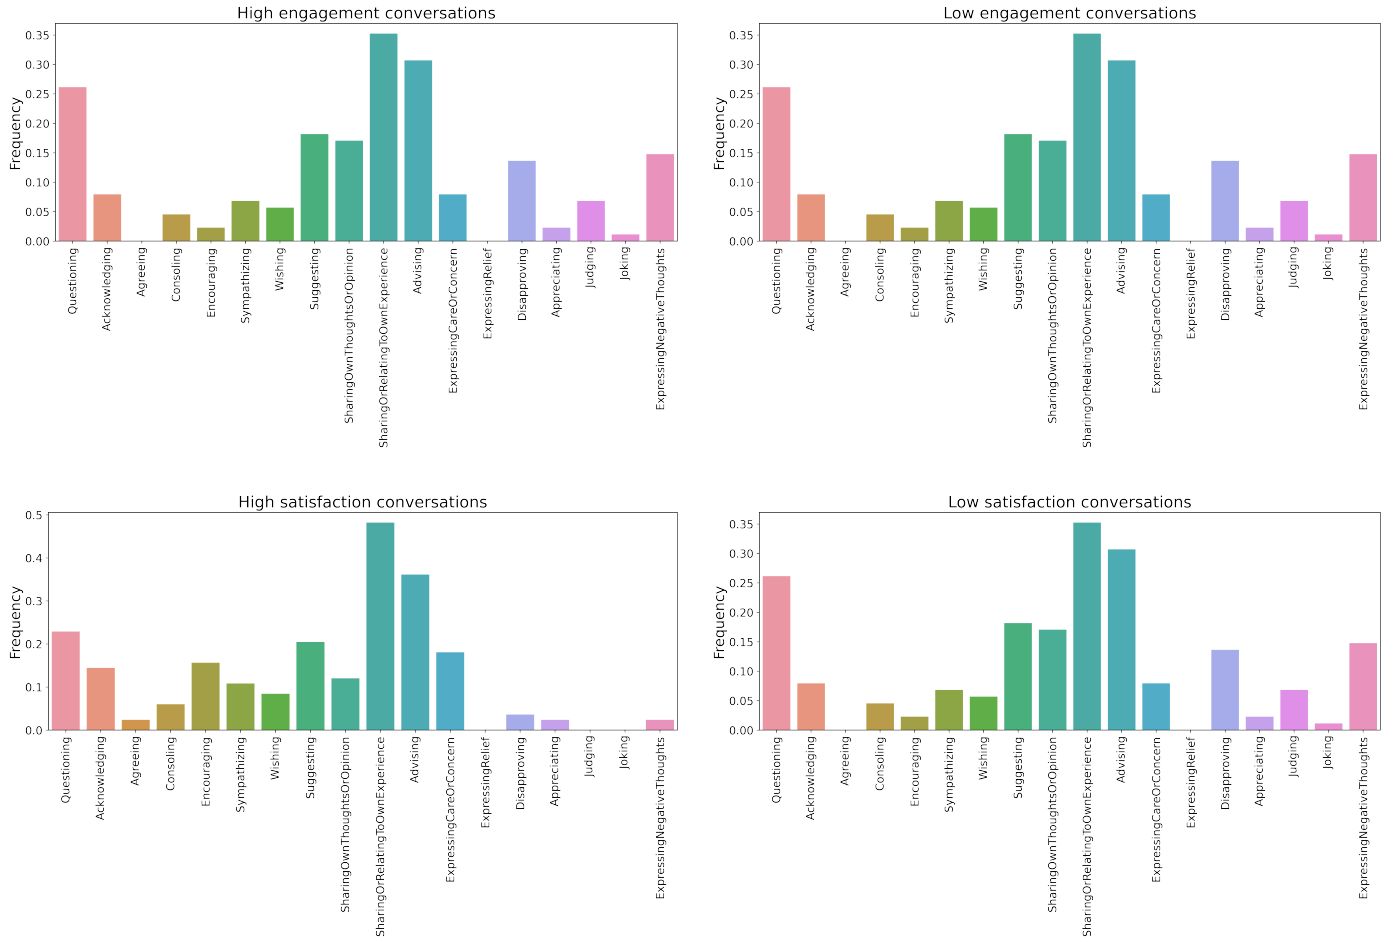 High engagement conversations
Frequency
0.35
0.30
0.25
0.20
0.15
0.10
0.05
0.00
Questioning
Acknowledging
Agreeing
Consoling
Encouraging
Sympathizing
Wishing
Suggesting
SharingOwnThoughtsOrOpinion
SharingOrRelatingToOwnExperience
Advising
ExpressingCareOrConcern
ExpressingRelief
Disapproving
Appreciating
Judging
Joking
ExpressingNegativeThoughts
Low engagement conversations
Frequency
0.35
0.30
0.25
0.20
0.15
0.10
0.05
0.00
Questioning
Acknowledging
Agreeing
Consoling
Encouraging
Sympathizing
Wishing
Suggesting
SharingOwnThoughtsOrOpinion
SharingOrRelatingToOwnExperience
Advising
ExpressingCareOrConcern
ExpressingRelief
Disapproving
Appreciating
Judging
Joking
ExpressingNegativeThoughts
High satisfaction conversations
Frequency
0.5
0.4
0.3
0.2
0.1
0.0
Questioning
Acknowledging
Agreeing
Consoling
Encouraging
Sympathizing
Wishing
Suggesting
SharingOwnThoughtsOrOpinion
SharingOrRelatingToOwnExperience
Advising
ExpressingCareOrConcern
ExpressingRelief
Disapproving
Appreciating
Judging
Joking
ExpressingNegativeThoughts
Low satisfaction conversations
Frequency
0.35
0.30
0.25
0.20
0.15
0.10
0.05
0.00
Questioning
Acknowledging
Agreeing
Consoling
Encouraging
Sympathizing
Wishing
Suggesting
SharingOwnThoughtsOrOpinion
SharingOrRelatingToOwnExperience
Advising
ExpressingCareOrConcern
ExpressingRelief
Disapproving
Appreciating
Judging
Joking
ExpressingNegativeThoughts